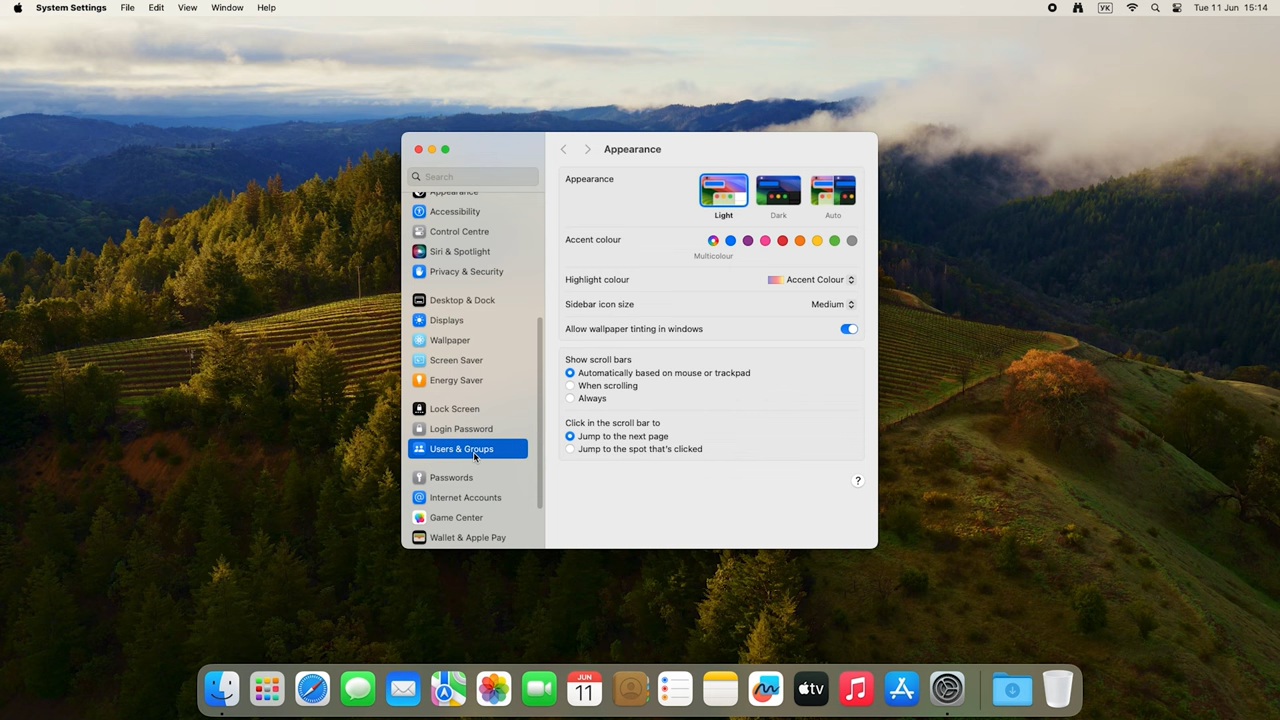 System Settings File Edit View Window Help
УК Tue 11 Jun 15:14
Search
Appearance
Accessibility
Control Centre
Siri & Spotlight
Privacy & Security
Desktop & Dock
Displays
Wallpaper
Screen Saver
Energy Saver
Lock Screen
Login Password
Users & Groups
Passwords
Internet Accounts
Game Center
Wallet & Apple Pay
Appearance
Appearance
Light Dark Auto
Accent colour
Multicolour
Highlight colour Accent Colour
Sidebar icon size Medium
Allow wallpaper tinting in windows
Show scroll bars
Automatically based on mouse or trackpad
When scrolling
Always
Click in the scroll bar to
Jump to the next page
Jump to the spot that's clicked
?
JUN
11
tv